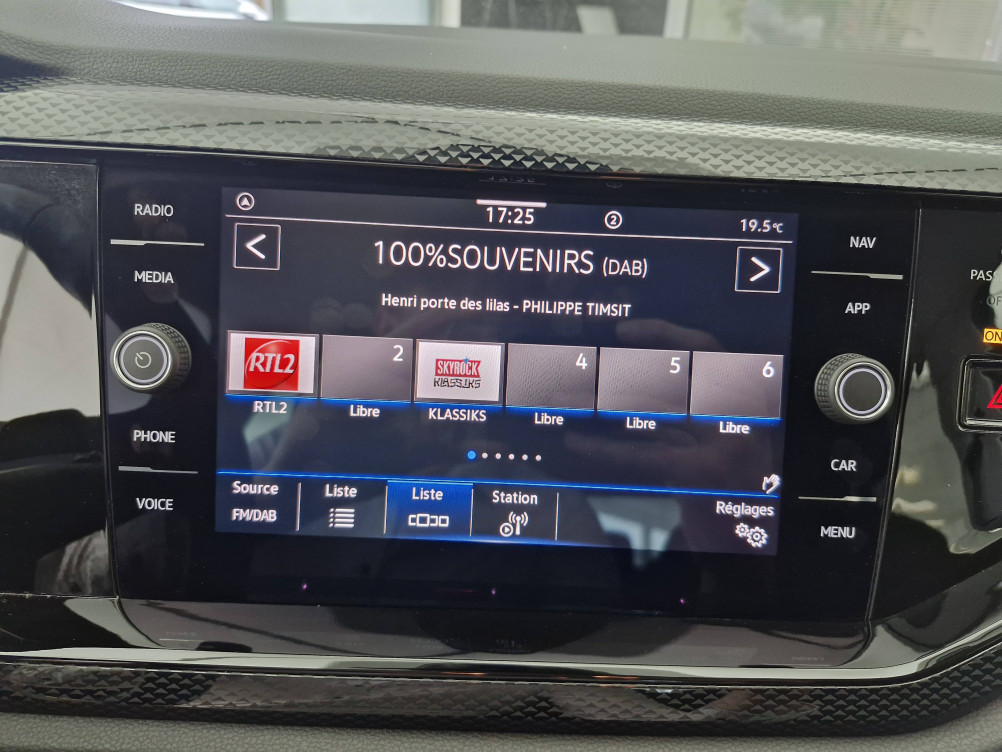 RADIO
MEDIA
PHONE
VOICE
17:25
2
19.5°C
<
100%SOUVENIRS (DAB)
>
Henri porte des lilas - PHILIPPE TIMSIT
RTL2
2
SKYROCK
KLASSIKS
4
5
6
RTL2
Libre
KLASSIKS
Libre
Libre
Libre
Source
FM/DAB
Liste
Liste
Station
Réglages
NAV
APP
CAR
MENU
PAS
ON